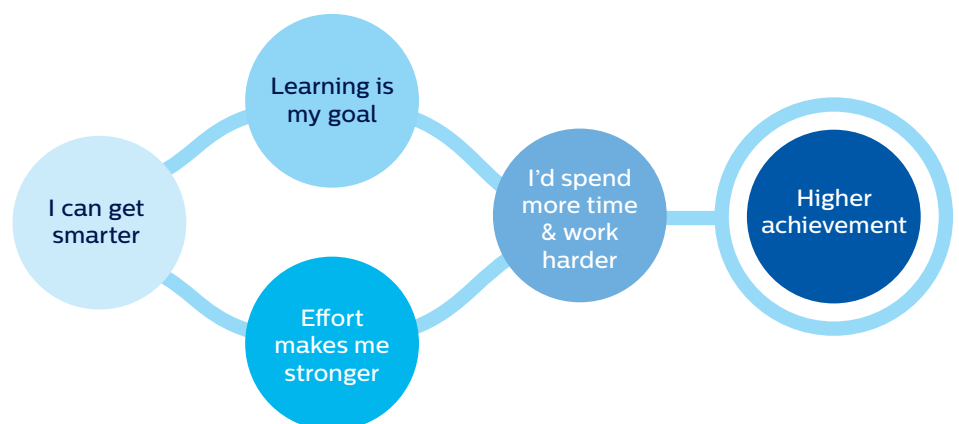 I can get
smarter
Learning is
my goal
Effort
makes me
stronger
I’d spend
more time
& work
harder
Higher
achievement